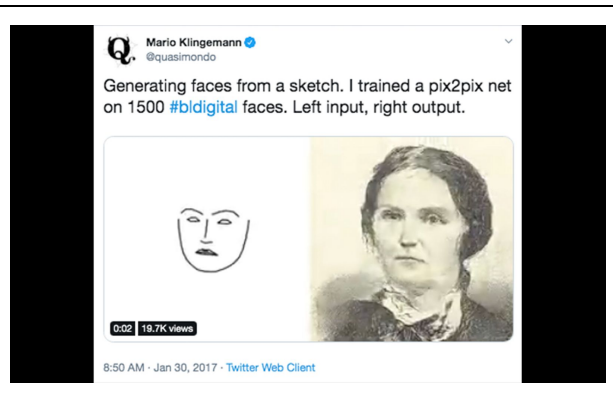 Mario Klingemann
@quasimondo
Generating faces from a sketch. I trained a pix2pix net
on 1500 #bldigital faces. Left input, right output.
0:02 19.7K views
8:50 AM · Jan 30, 2017 · Twitter Web Client